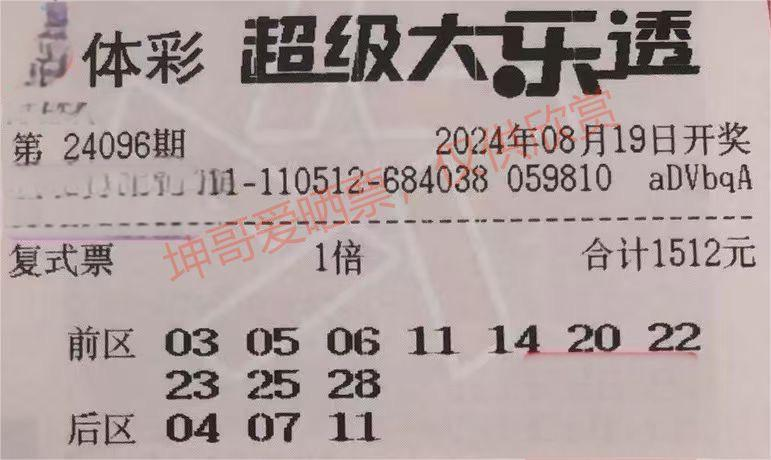 体彩 超级大乐透
第 24096期 2024年08月19日开奖
11-110512-684038 059810 aDVbqA
复式票 1倍 合计1512元
前区 03 05 06 11 14 20 22
23 25 28
后区 04 07 11
坤哥爱晒票，仅供欣赏